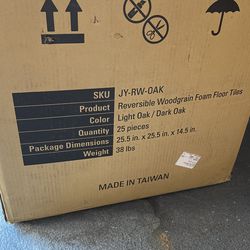 SKU JY-RW-OAK
Product Reversible Woodgrain Foam Floor Tiles
Color Light Oak / Dark Oak
Quantity 25 pieces
Package Dimensions 25.5 in. x 25.5 in. x 14.5 in.
Weight 38 lbs
MADE IN TAIWAN